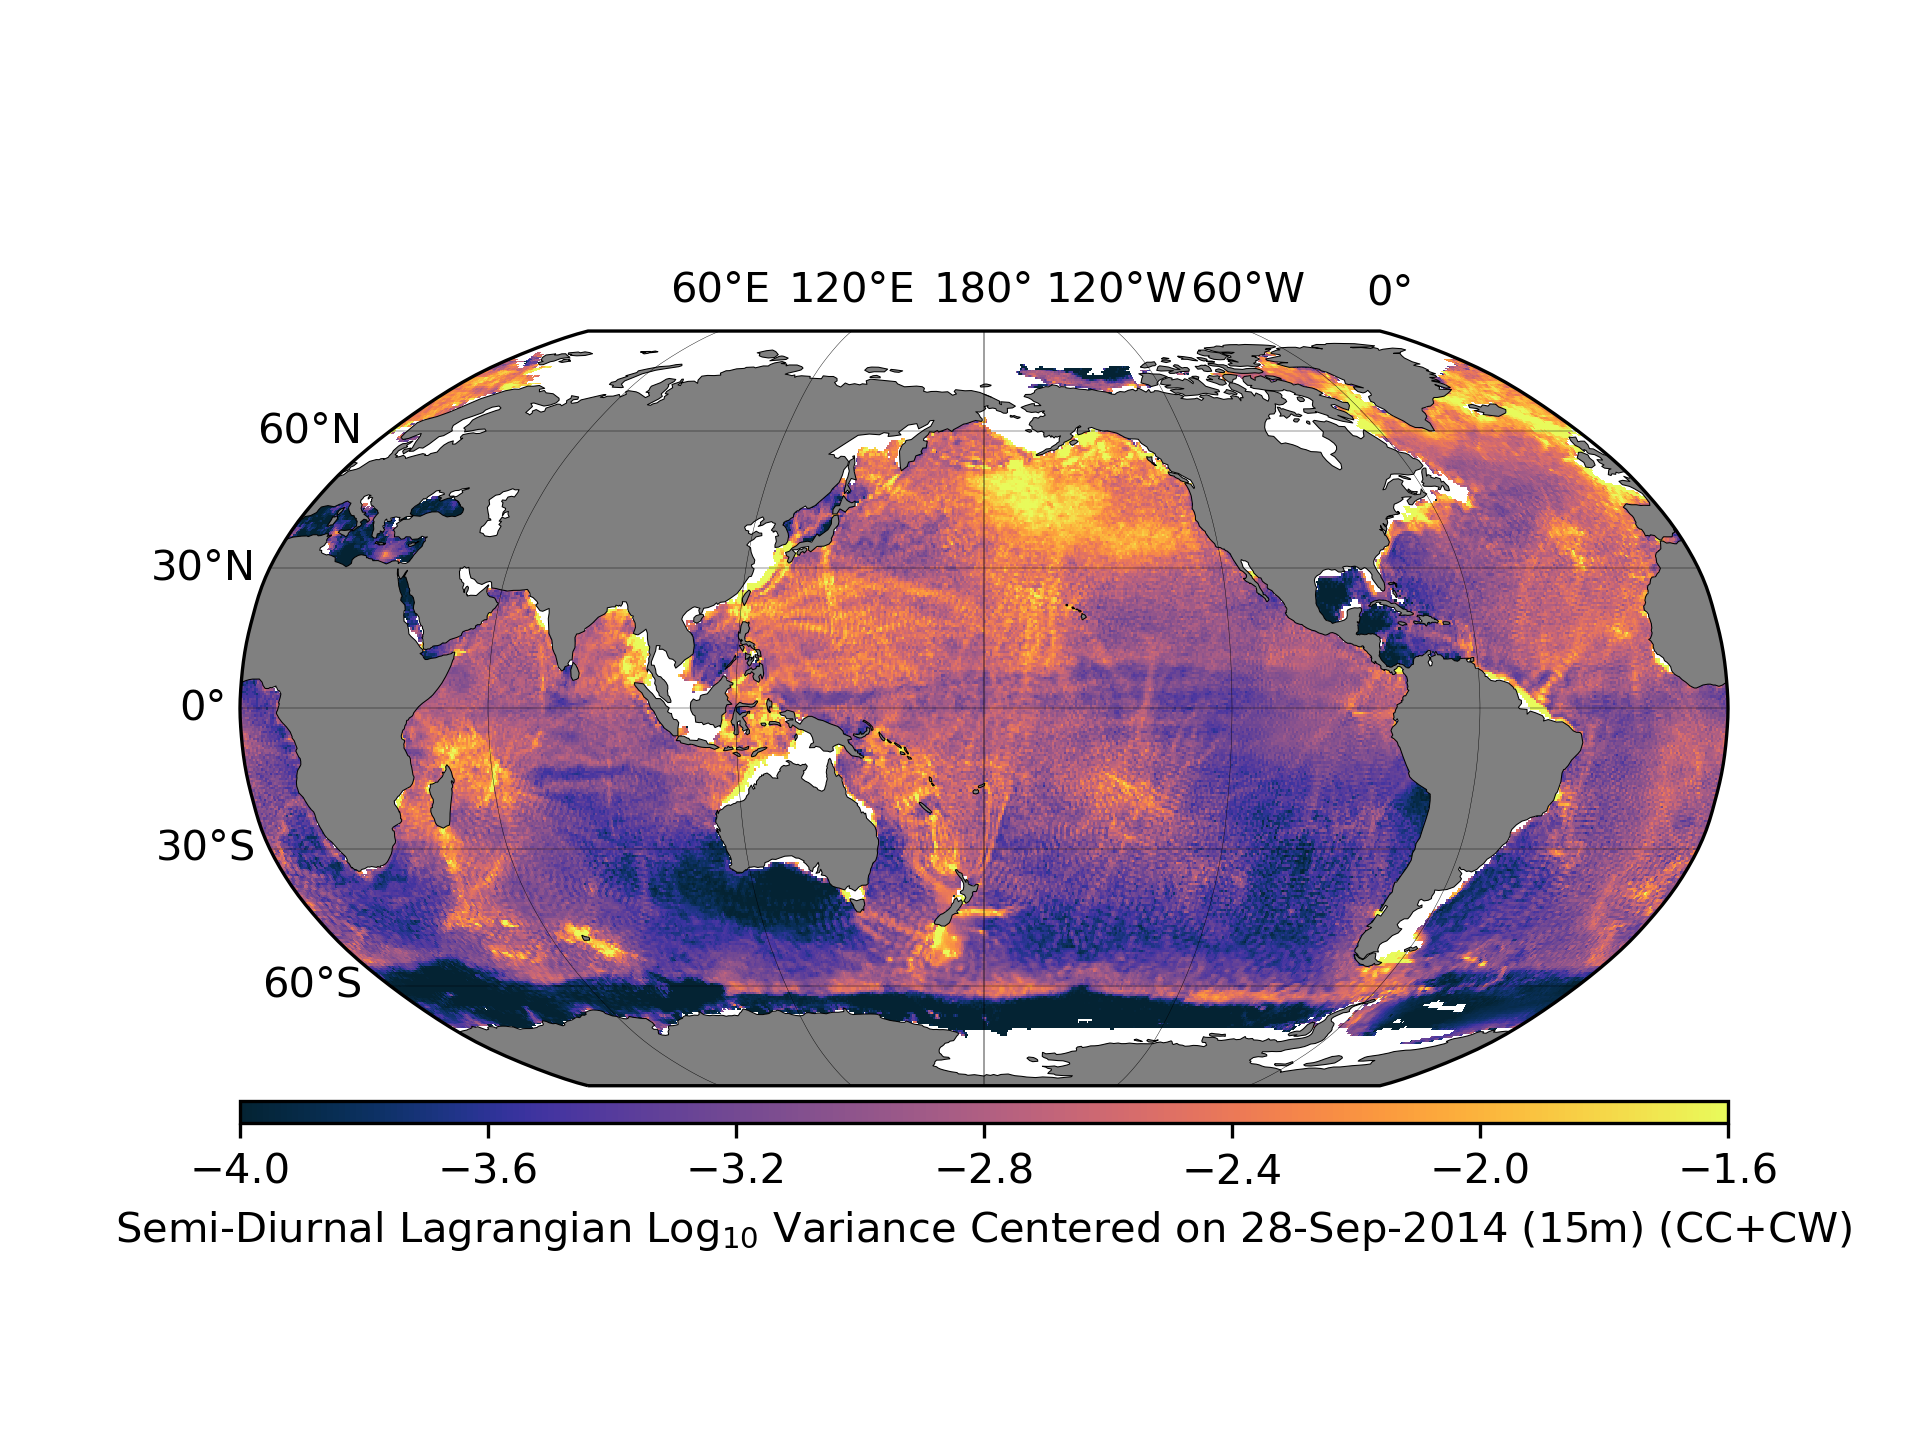 60°E 120°E 180° 120°W 60°W 0°
60°N
30°N
0°
30°S
60°S
−4.0 −3.6 −3.2 −2.8 −2.4 −2.0 −1.6
Semi-Diurnal Lagrangian Log₁₀ Variance Centered on 28-Sep-2014 (15m) (CC+CW)